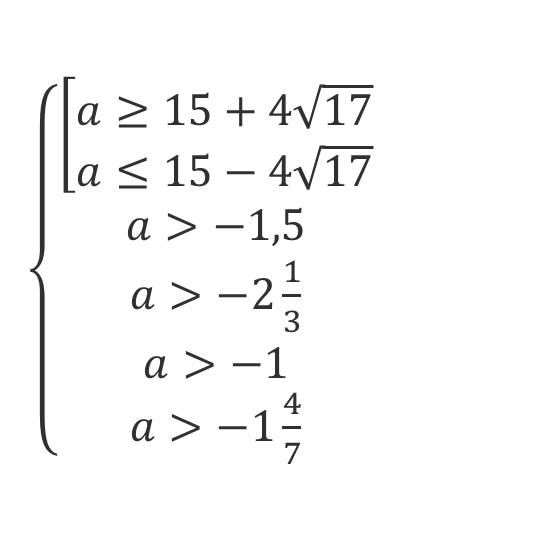 a ≥ 15 + 4√17
a ≤ 15 − 4√17
a > −1,5
a > −2 1/3
a > −1
a > −1 4/7